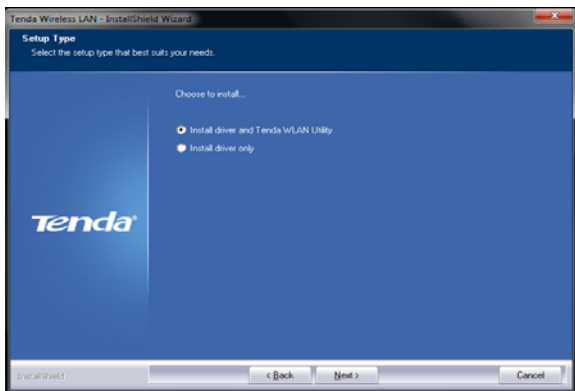 Tenda Wireless LAN - InstallShield Wizard
Setup Type
Select the setup type that best suits your needs.
Choose to install...
Install driver and Tenda WLAN Utility
Install driver only
Tenda®
InstallShield
< Back
Next >
Cancel